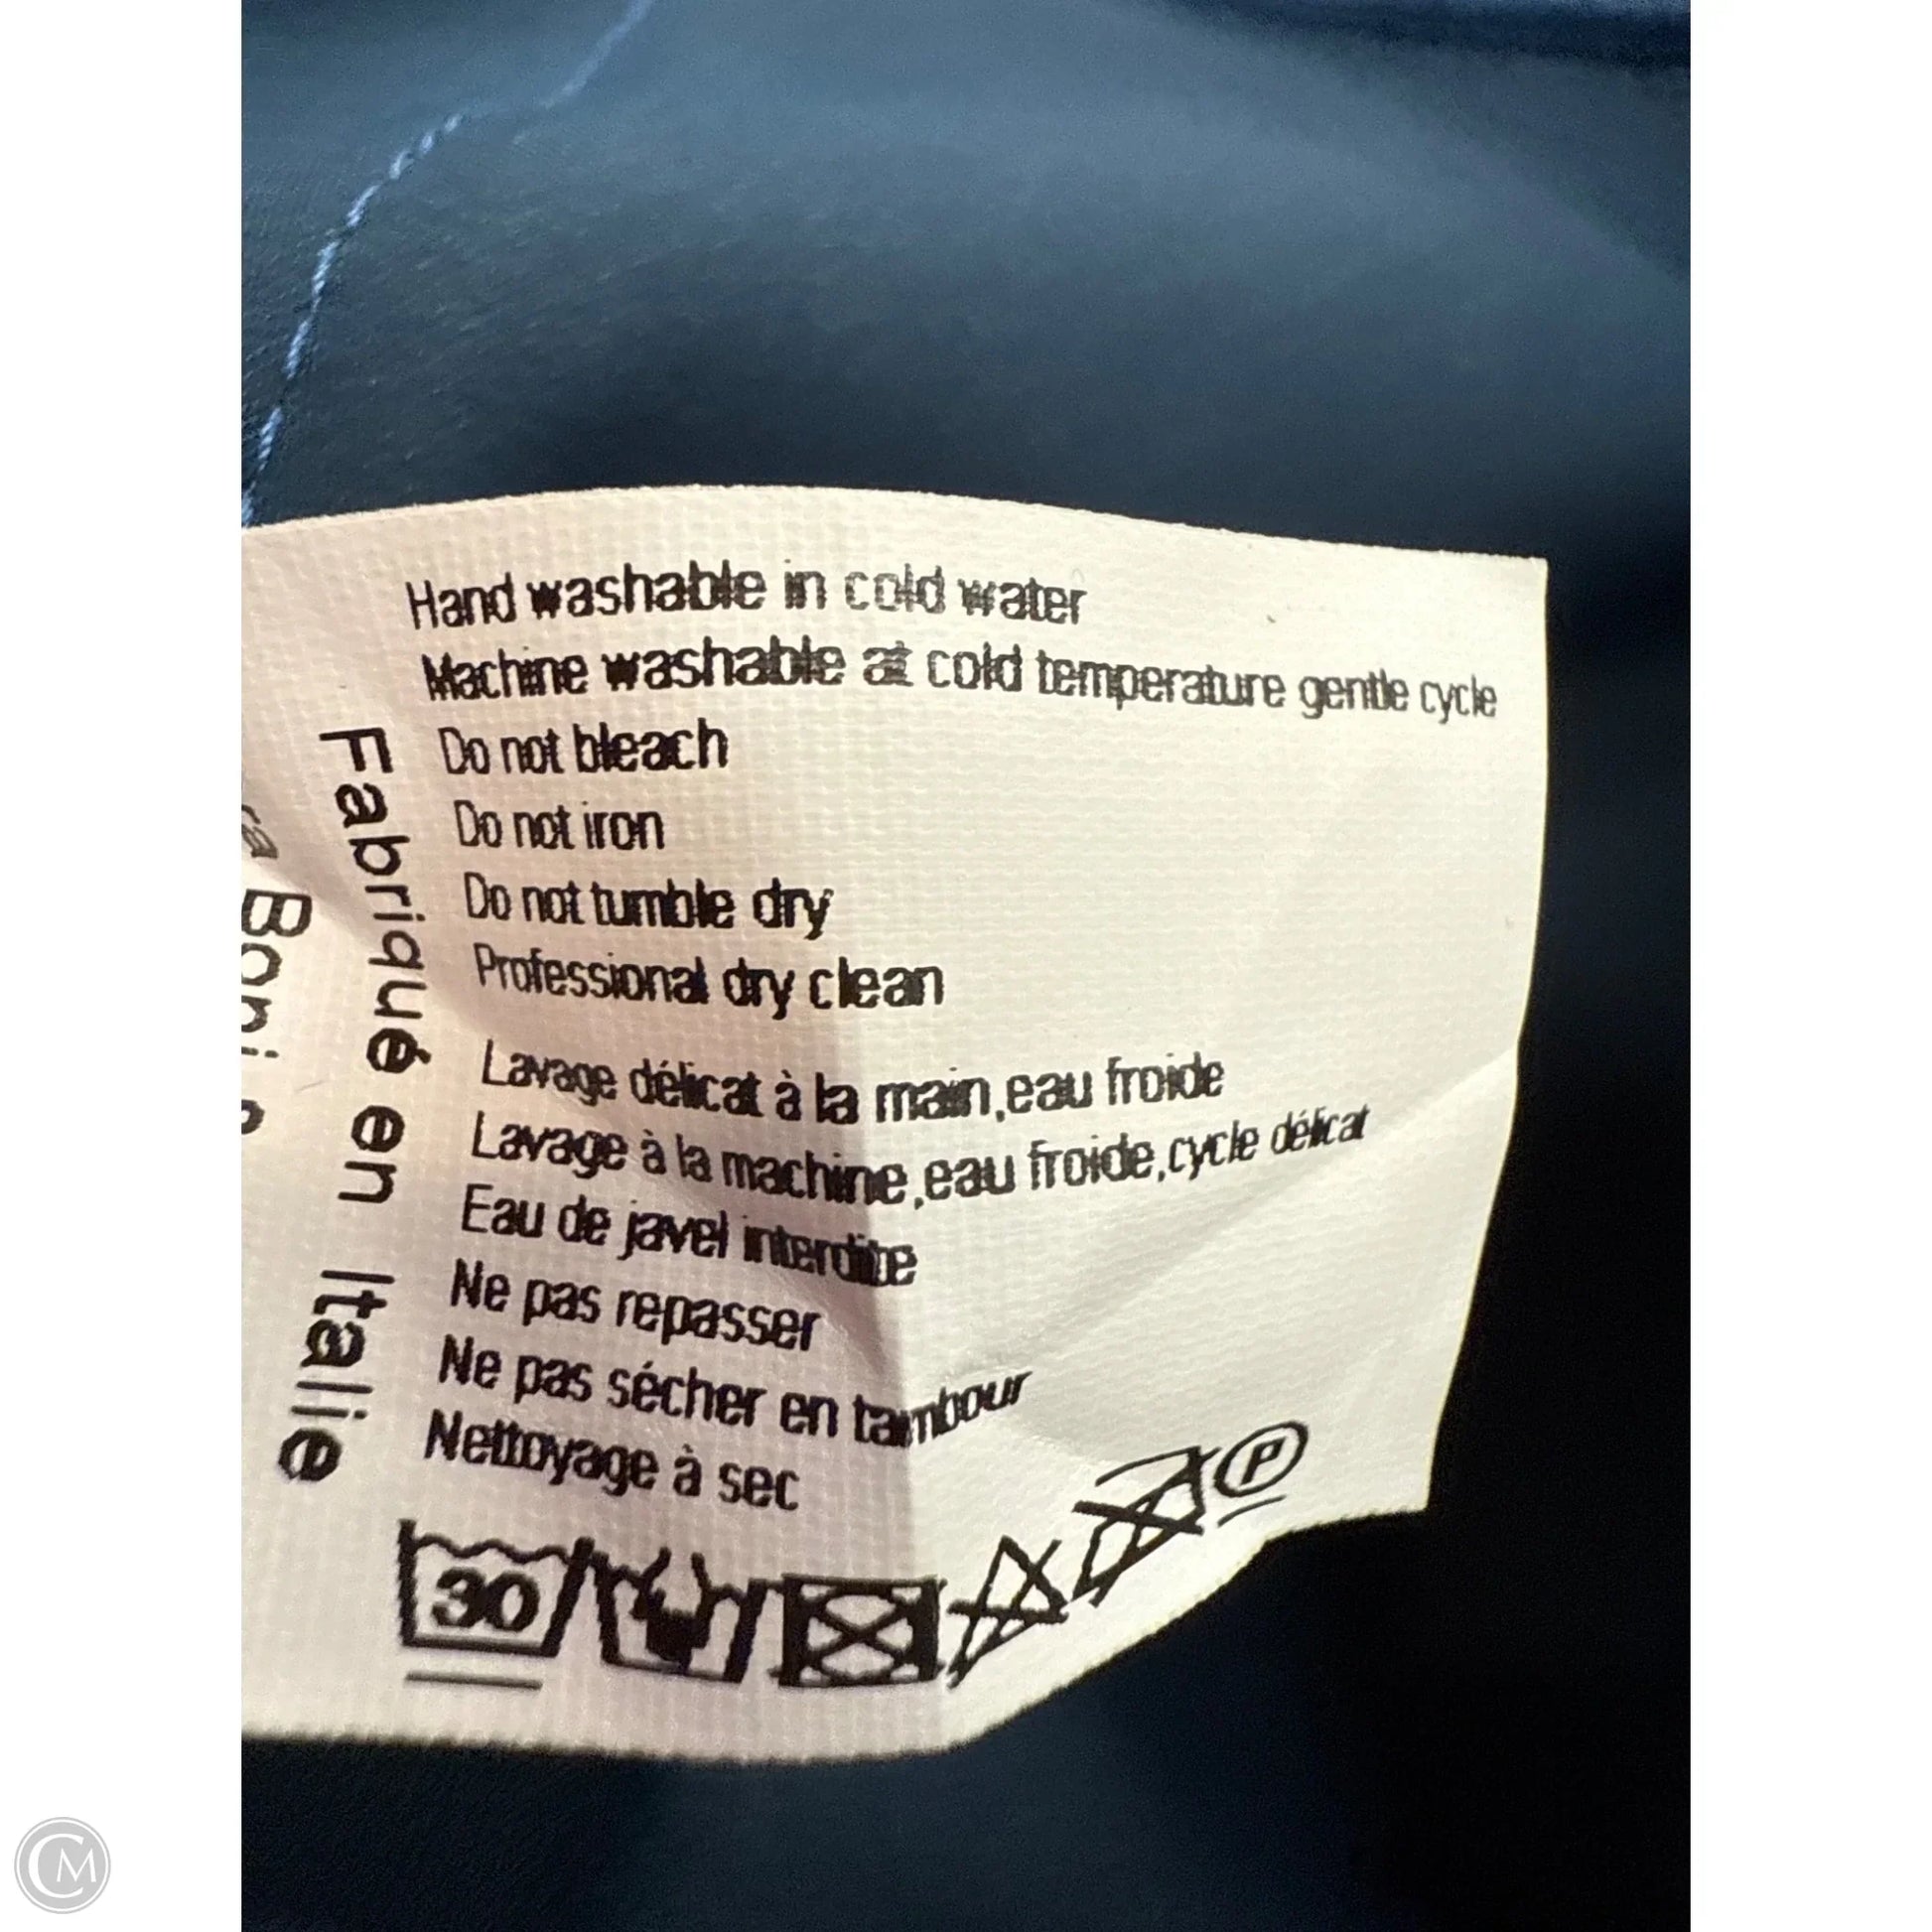 Hand washable in cold water
Machine washable at cold temperature gentle cycle
Do not bleach
Do not iron
Do not tumble dry
Professional dry clean
Lavage délicat à la main,eau froide
Lavage à la machine,eau froide,cycle délicat
Eau de javel interdite
Ne pas repasser
Ne pas sécher en tambour
Nettoyage à sec
30
P
Fabriqué en Italie
CM